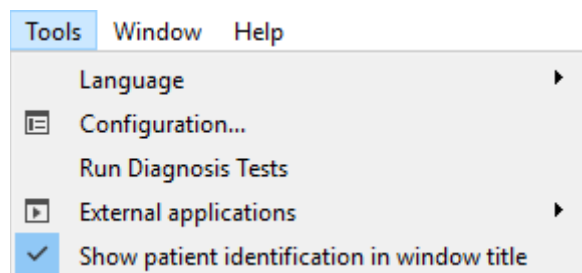 Tools Window Help
Language
Configuration...
Run Diagnosis Tests
External applications
Show patient identification in window title